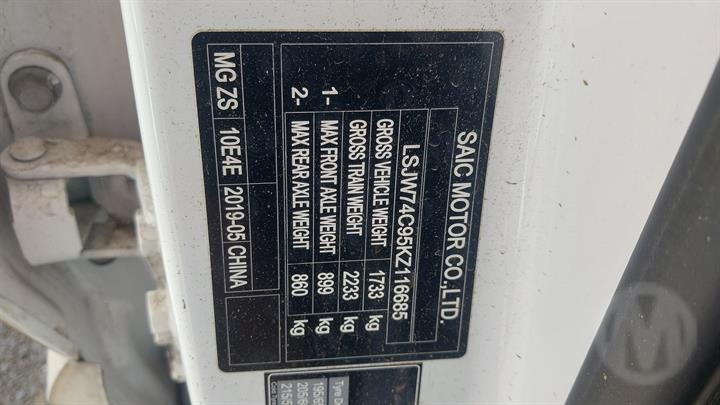 SAIC MOTOR CO.,LTD.
LSJW74C95KZ116685
GROSS VEHICLE WEIGHT 1733 kg
GROSS TRAIN WEIGHT 2233 kg
1- MAX FRONT AXLE WEIGHT 899 kg
2- MAX REAR AXLE WEIGHT 860 kg
MG ZS 10E4E 2019-05 CHINA
Tyre
M